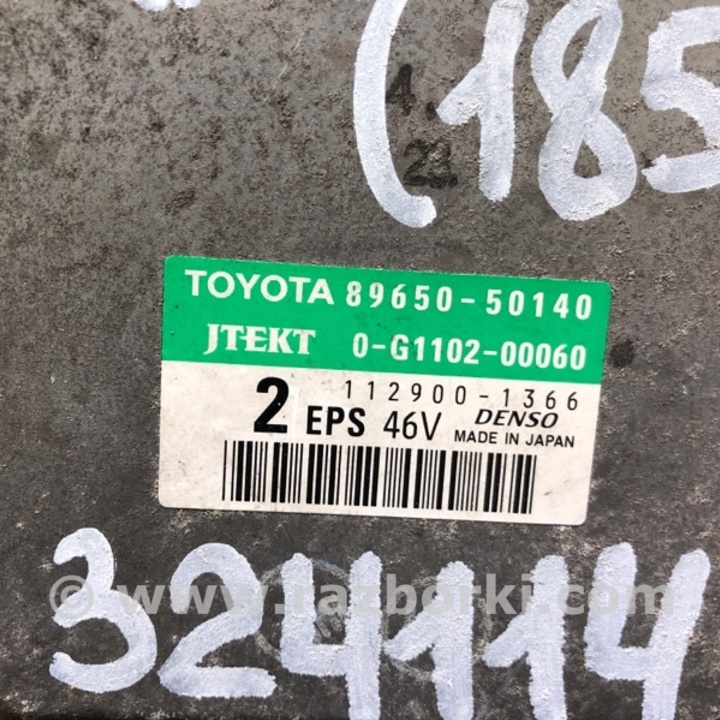 (185
4.
21
TOYOTA 89650-50140
JTEKT 0-G1102-00060
2 EPS 46V
112900-1366
DENSO
MADE IN JAPAN
324114
© www.razborki.com